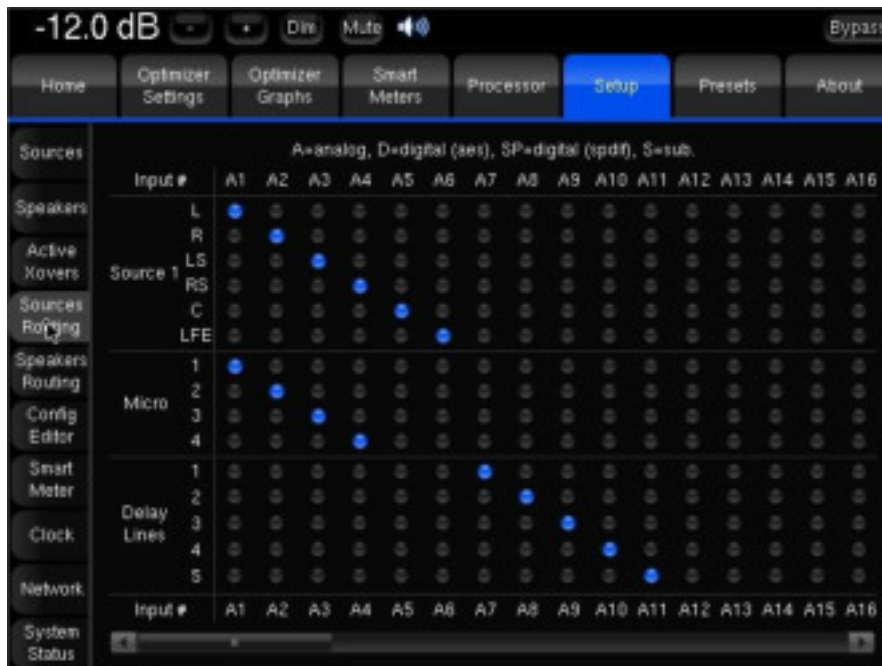 -12.0 dB - + Dim Mute Bypass
Home Optimizer Settings Optimizer Graphs Smart Meters Processor Setup Presets About
A=analog, D=digital (aes), SP=digital (spdif), S=sub.
Input # A1 A2 A3 A4 A5 A6 A7 A8 A9 A10 A11 A12 A13 A14 A15 A16
Sources
Speakers
Active Xovers
Sources Routing
Speakers Routing
Config Editor
Smart Meter
Clock
Network
System Status
Source 1
L
R
LS
RS
C
LFE
Micro
1
2
3
4
Delay Lines
1
2
3
4
5
Input # A1 A2 A3 A4 A5 A6 A7 A8 A9 A10 A11 A12 A13 A14 A15 A16